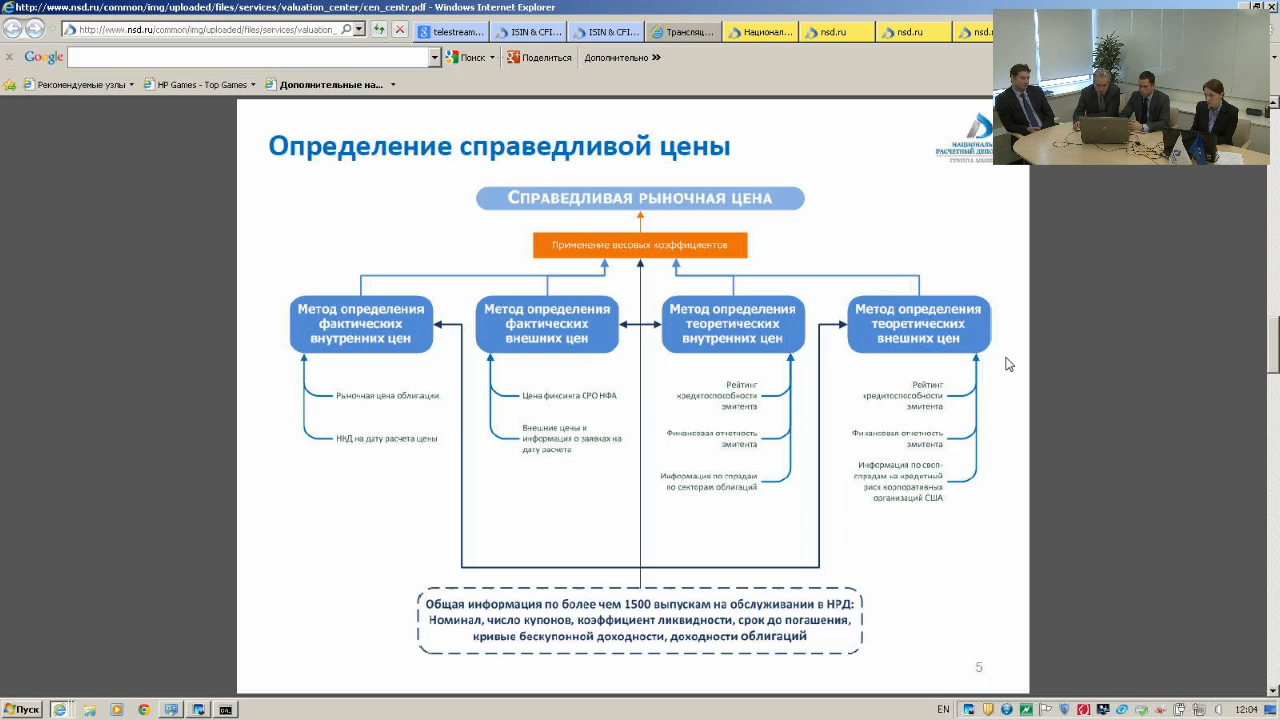 http://www.nsd.ru/common/img/uploaded/files/services/valuation_center/cen_centr.pdf - Windows Internet Explorer
http://www.nsd.ru/common/img/uploaded/files/services/valuation_
telestream...
ISIN & CFI...
ISIN & CFI...
Трансляц...
Национал...
nsd.ru
nsd.ru
nsd.ru
Google
Поиск
Поделиться
Дополнительно »
Рекомендуемые узлы
HP Games - Top Games
Дополнительные на...
Определение справедливой цены
НАЦИОНАЛЬ
СПРАВЕДЛИВАЯ РЫНОЧНАЯ ЦЕНА
Применение весовых коэффициентов
Метод определения
фактических
внутренних цен
Метод определения
фактических
внешних цен
Метод определения
теоретических
внутренних цен
Метод определения
теоретических
внешних цен
Рыночная цена облигации
НКД на дату расчета цены
Цена фиксинга СРО НФА
Внешние цены и
информация о заявках на
дату расчета
Рейтинг
кредитоспособности
эмитента
Финансовая отчетность
эмитента
Информация по спрэдам
по секторам облигаций
Рейтинг
кредитоспособности
эмитента
Финансовая отчетность
эмитента
Информация по своп-
спрэдам на кредитный
риск корпоративных
организаций США
Общая информация по более чем 1500 выпускам на обслуживании в НРД:
Номинал, число купонов, коэффициент ликвидности, срок до погашения,
кривые бескупонной доходности, доходности облигаций
5
Пуск
EN
12:04